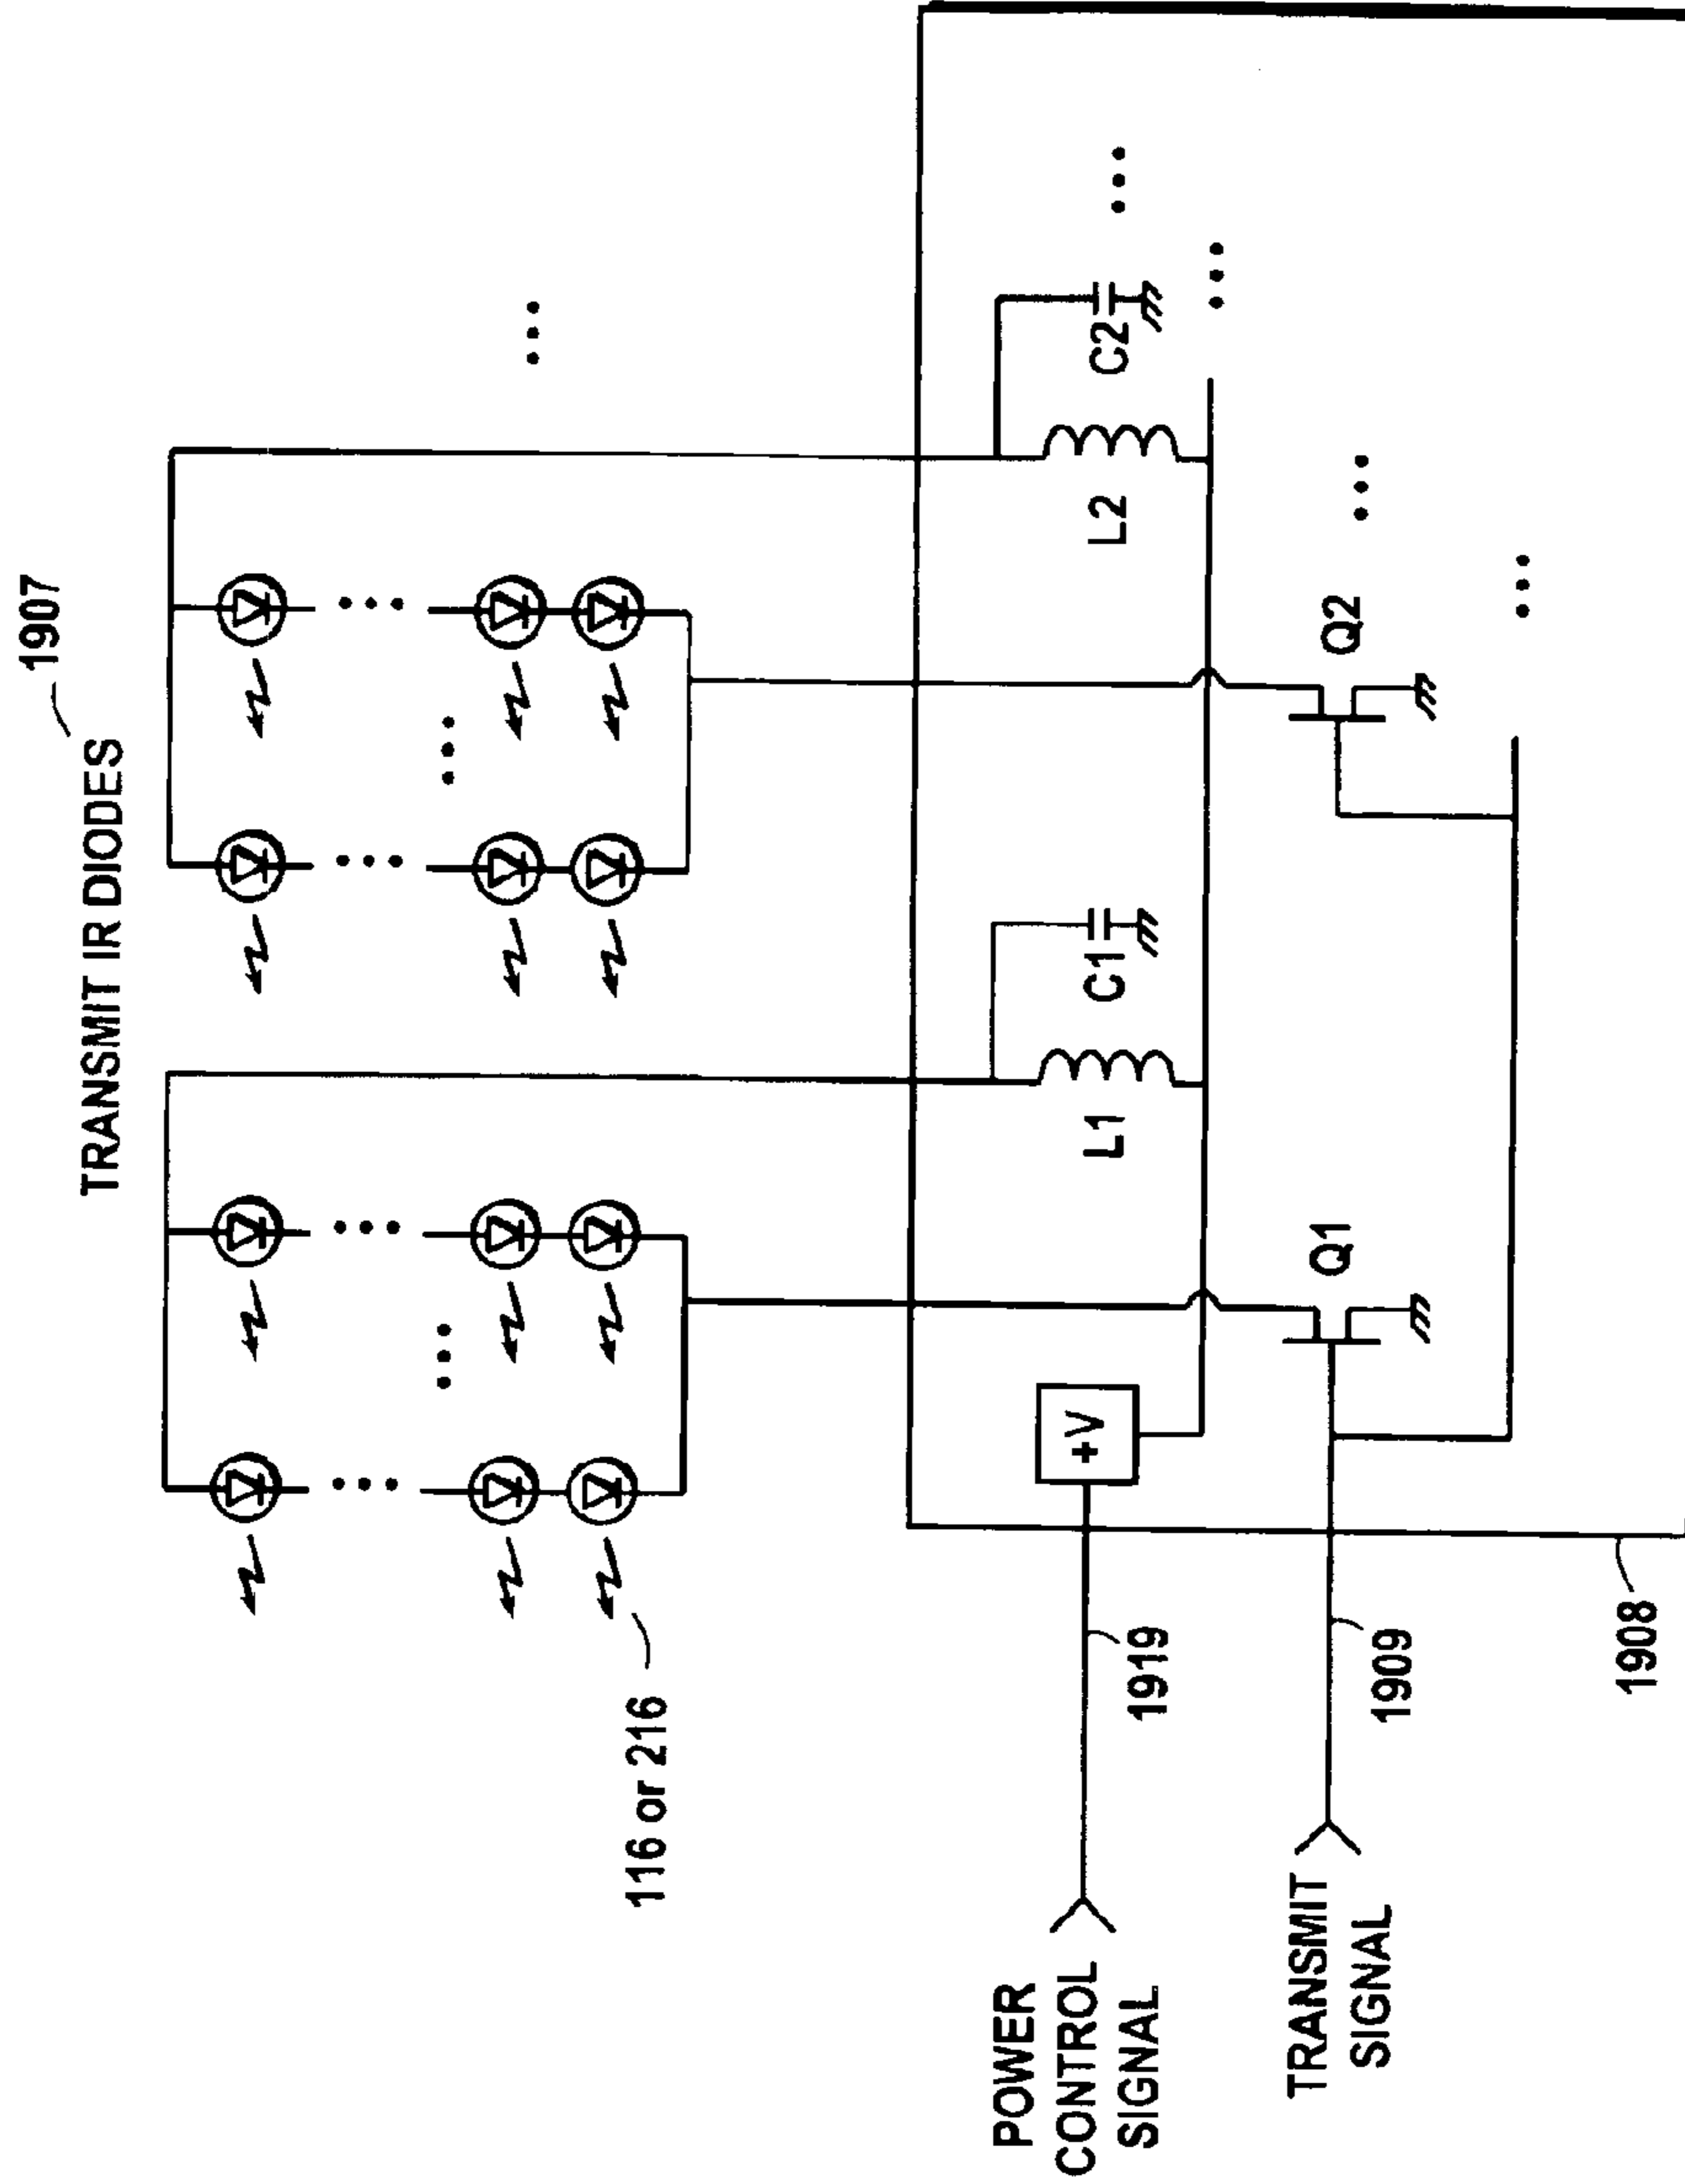 1907
TRANSMIT IR DIODES
116 or 216
POWER
CONTROL
SIGNAL
1919
+V
L1
C1
L2
C2
TRANSMIT
SIGNAL
1909
Q1
Q2
1908